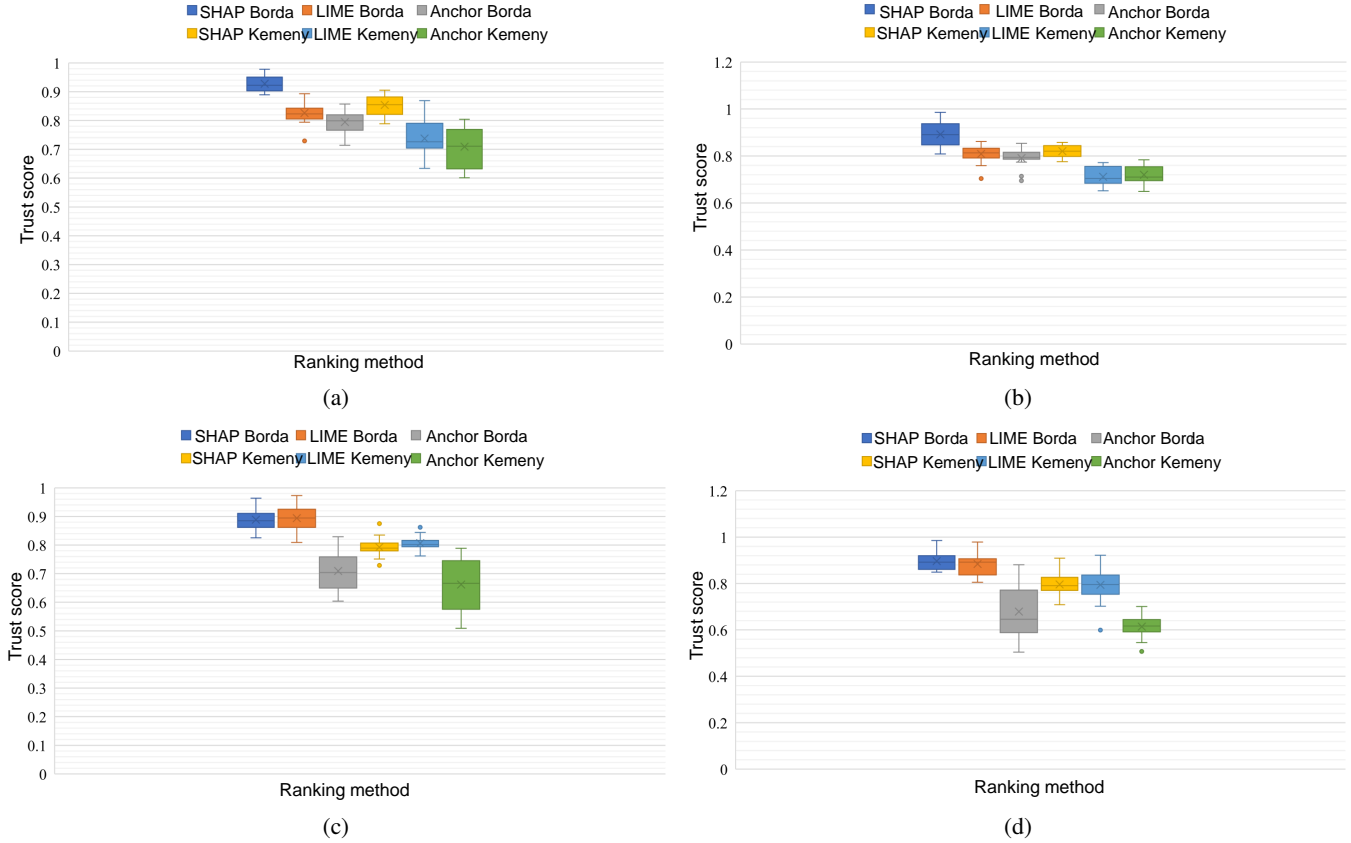 SHAP Borda LIME Borda Anchor Borda
SHAP Kemeny LIME Kemeny Anchor Kemeny
1
0.9
0.8
0.7
0.6
0.5
0.4
0.3
0.2
0.1
0
Trust score
Ranking method
(a)
SHAP Borda LIME Borda Anchor Borda
SHAP Kemeny LIME Kemeny Anchor Kemeny
1.2
1
0.8
0.6
0.4
0.2
0
Trust score
Ranking method
(b)
SHAP Borda LIME Borda Anchor Borda
SHAP Kemeny LIME Kemeny Anchor Kemeny
1
0.9
0.8
0.7
0.6
0.5
0.4
0.3
0.2
0.1
0
Trust score
Ranking method
(c)
SHAP Borda LIME Borda Anchor Borda
SHAP Kemeny LIME Kemeny Anchor Kemeny
1.2
1
0.8
0.6
0.4
0.2
0
Trust score
Ranking method
(d)